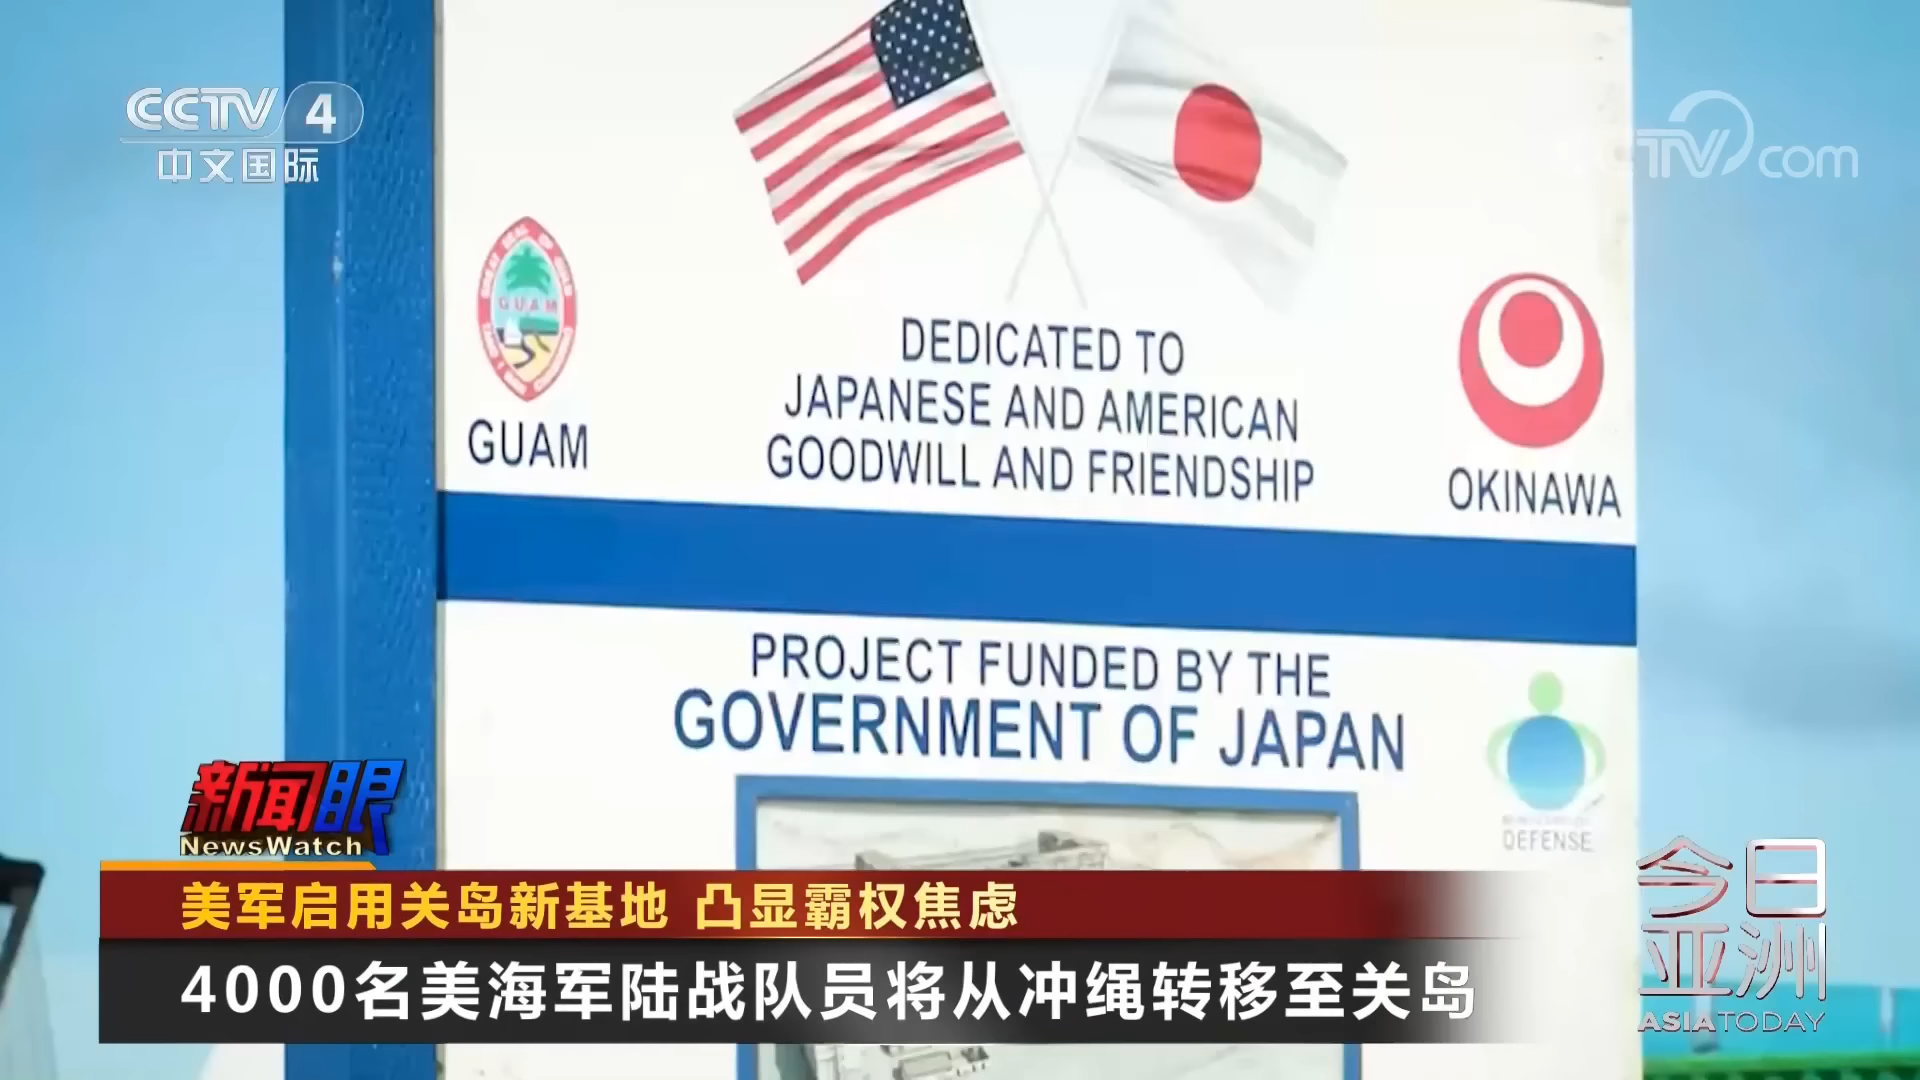 CCTV 4
中文国际
CTV com
GUAM
GUAM
DEDICATED TO
JAPANESE AND AMERICAN
GOODWILL AND FRIENDSHIP
OKINAWA
PROJECT FUNDED BY THE
GOVERNMENT OF JAPAN
DEFENSE
新闻眼
NewsWatch
美军启用关岛新基地 凸显霸权焦虑
4000名美海军陆战队员将从冲绳转移至关岛
今日
亚洲
ASIATODAY